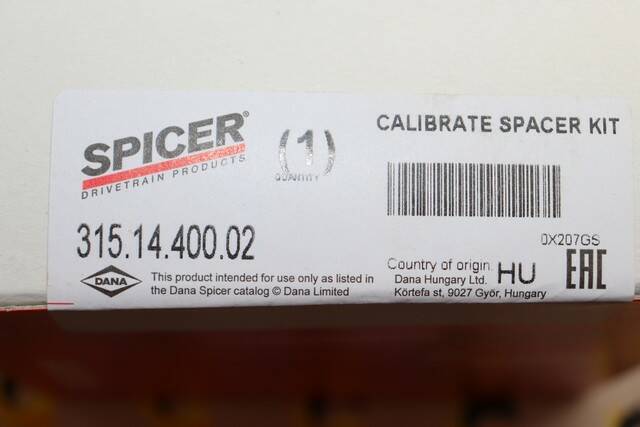 SPICER®
DRIVETRAIN PRODUCTS
(1)
QUANTITY
CALIBRATE SPACER KIT
315.14.400.02
0X207GS
DANA
This product intended for use only as listed in
the Dana Spicer catalog © Dana Limited
Country of origin HU
Dana Hungary Ltd.
Körtefa st, 9027 Győr, Hungary
EAC